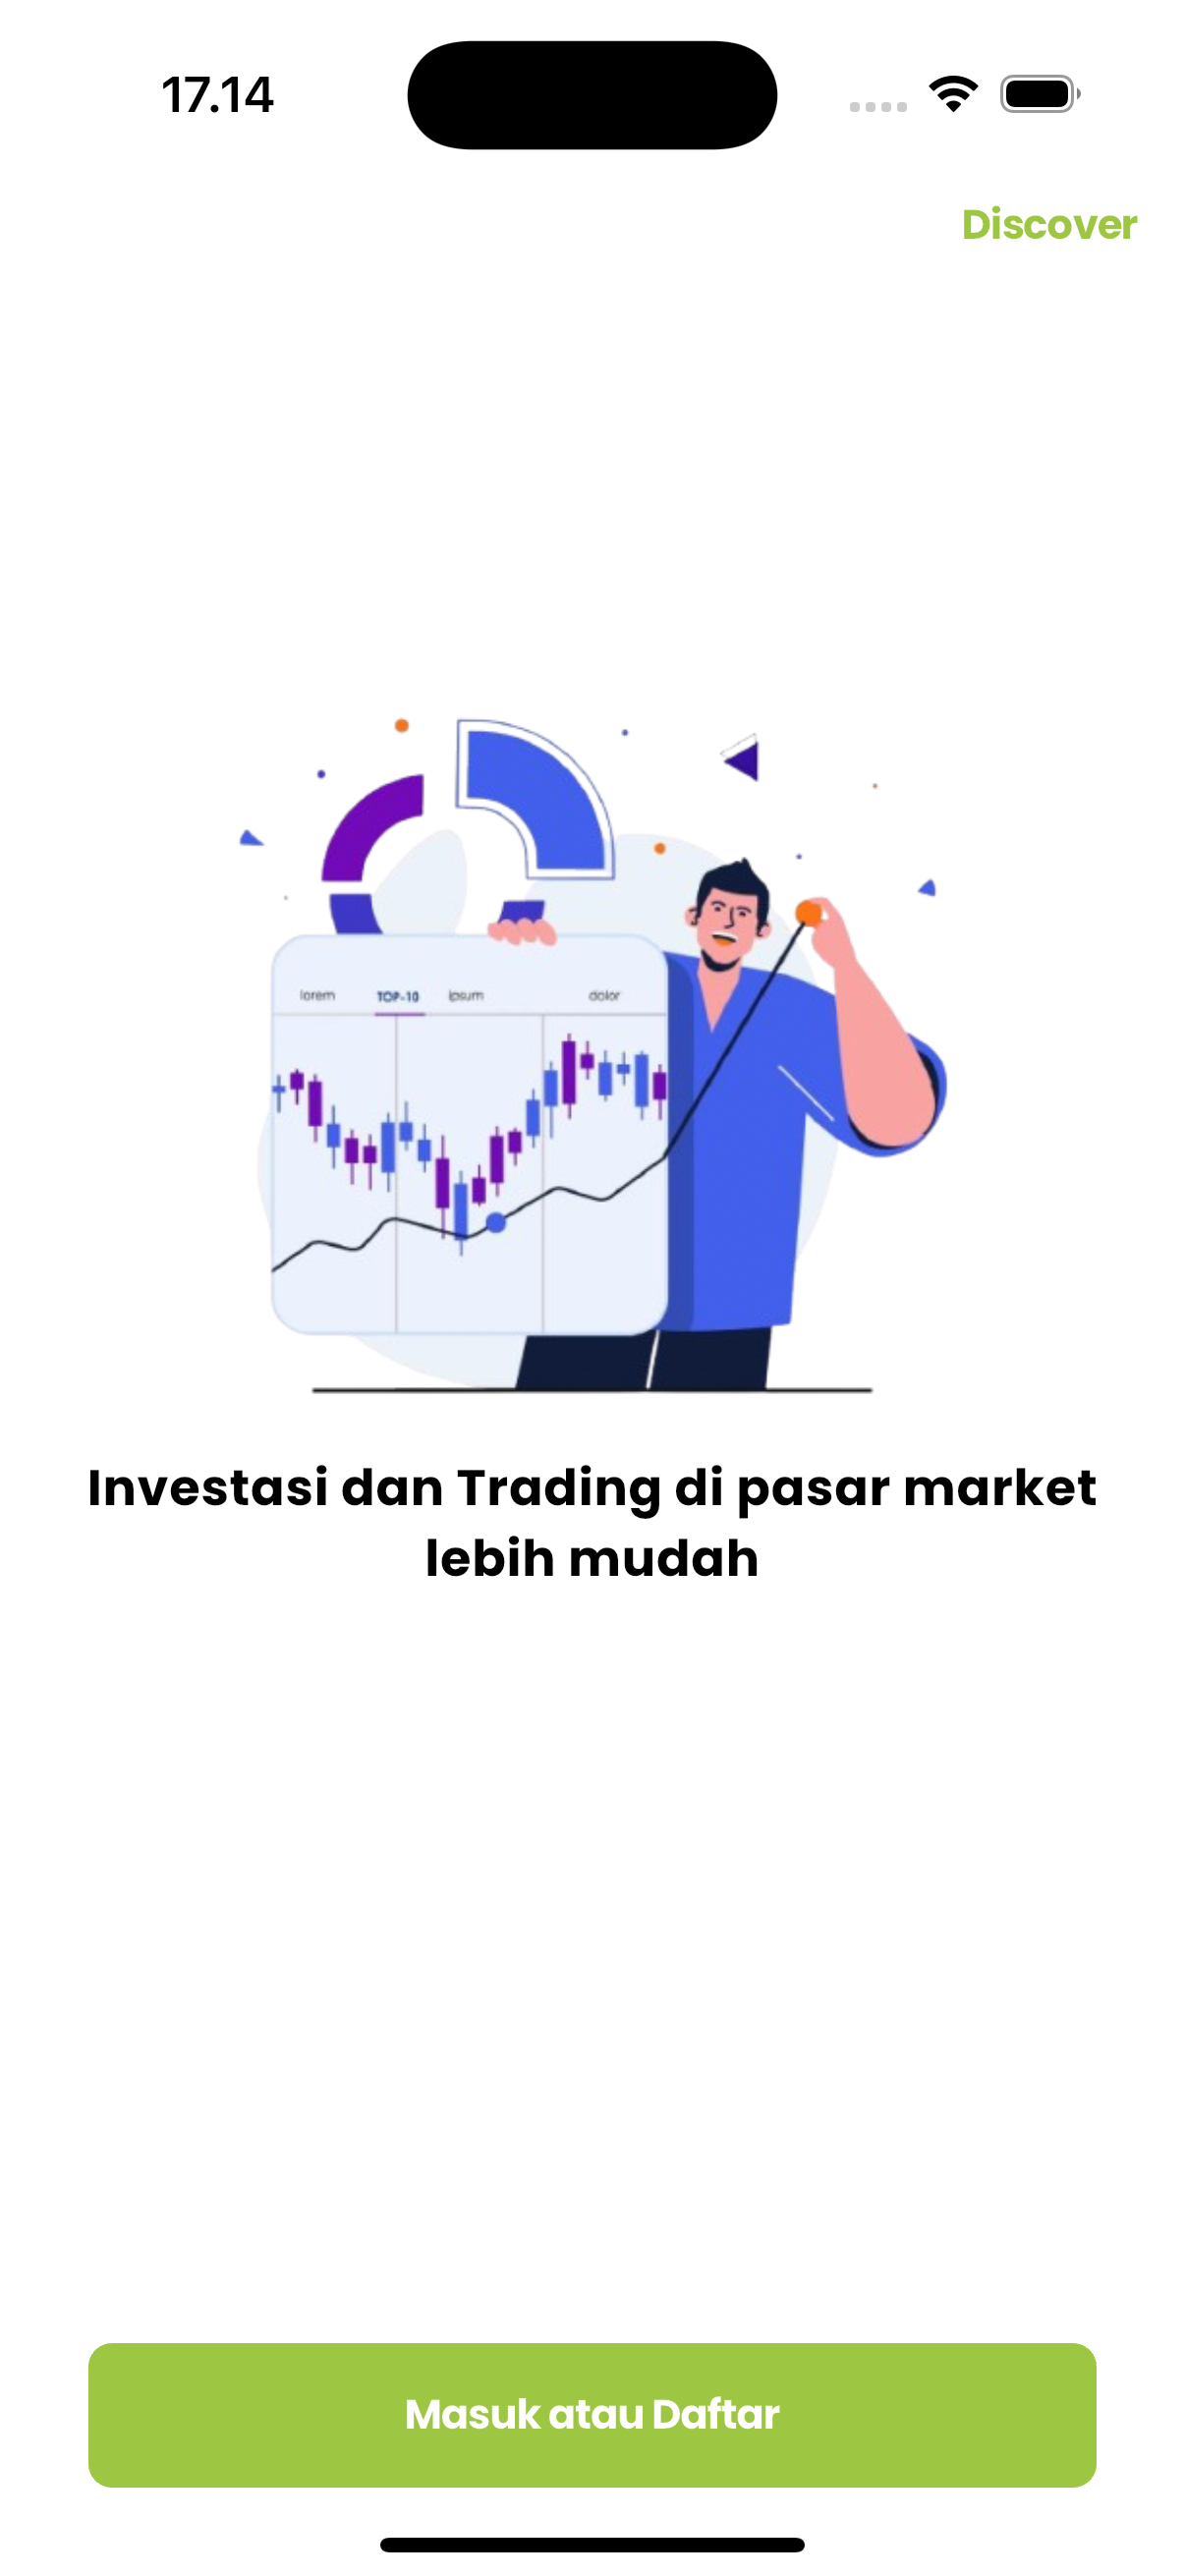 17.14
Discover
lorem TOP-10 ipsum dolor
Investasi dan Trading di pasar market
lebih mudah
Masuk atau Daftar